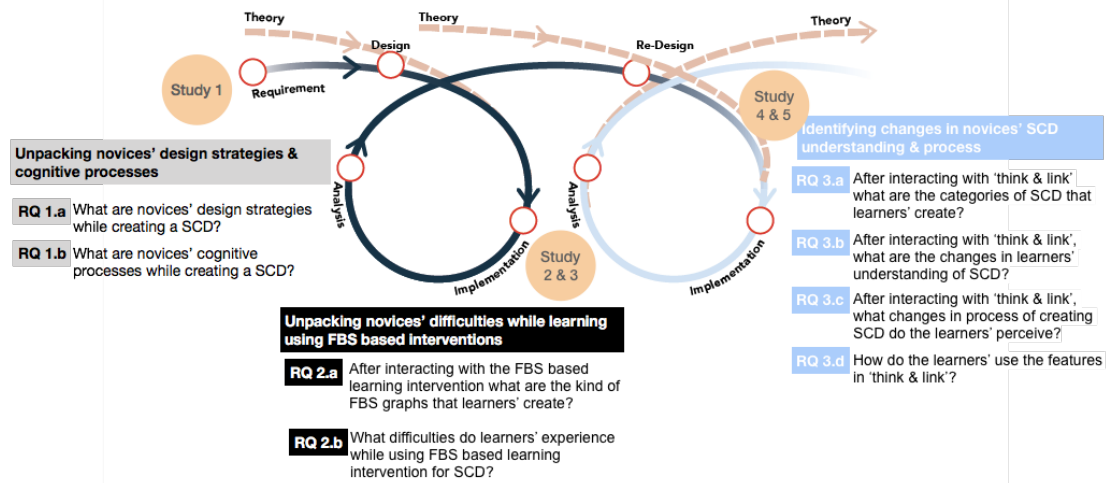 Theory
Theory
Theory
Design
Re-Design
Study 1
Requirement
Study
4 & 5
Unpacking novices' design strategies &
cognitive processes
RQ 1.a What are novices' design strategies
while creating a SCD?
RQ 1.b What are novices' cognitive
processes while creating a SCD?
Analysis
Implementation
Study
2 & 3
Analysis
Implementation
Unpacking novices' difficulties while learning
using FBS based interventions
RQ 2.a After interacting with the FBS based
learning intervention what are the kind of
FBS graphs that learners' create?
RQ 2.b What difficulties do learners' experience
while using FBS based learning
intervention for SCD?
Identifying changes in novices' SCD
understanding & process
RQ 3.a After interacting with 'think & link'
what are the categories of SCD that
learners' create?
RQ 3.b After interacting with 'think & link',
what are the changes in learners'
understanding of SCD?
RQ 3.c After interacting with 'think & link',
what changes in process of creating
SCD do the learners' perceive?
RQ 3.d How do the learners' use the features
in 'think & link'?